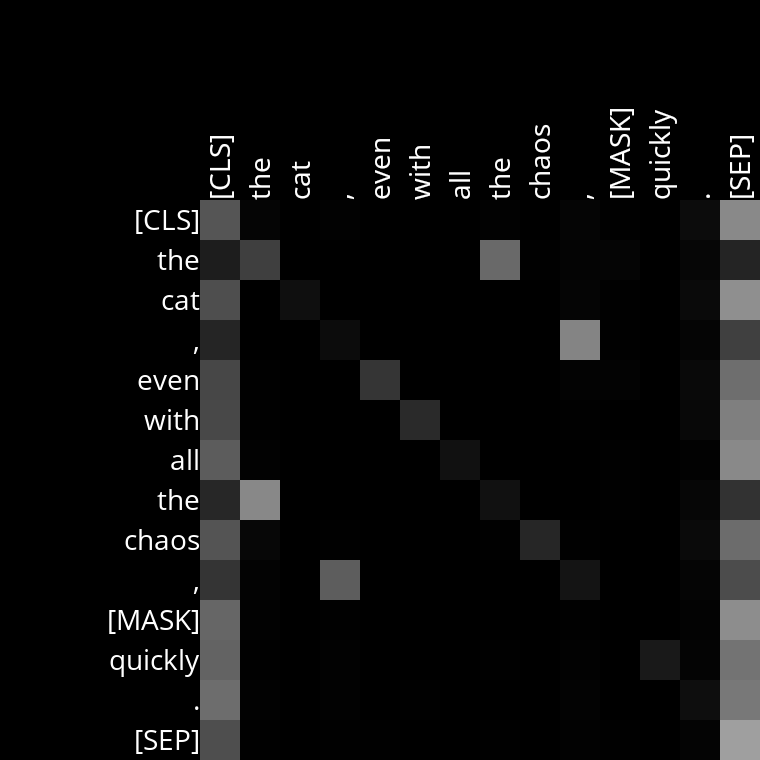 [CLS] the cat , even with all the chaos , [MASK] quickly . [SEP]
[CLS]
the
cat
,
even
with
all
the
chaos
,
[MASK]
quickly
.
[SEP]